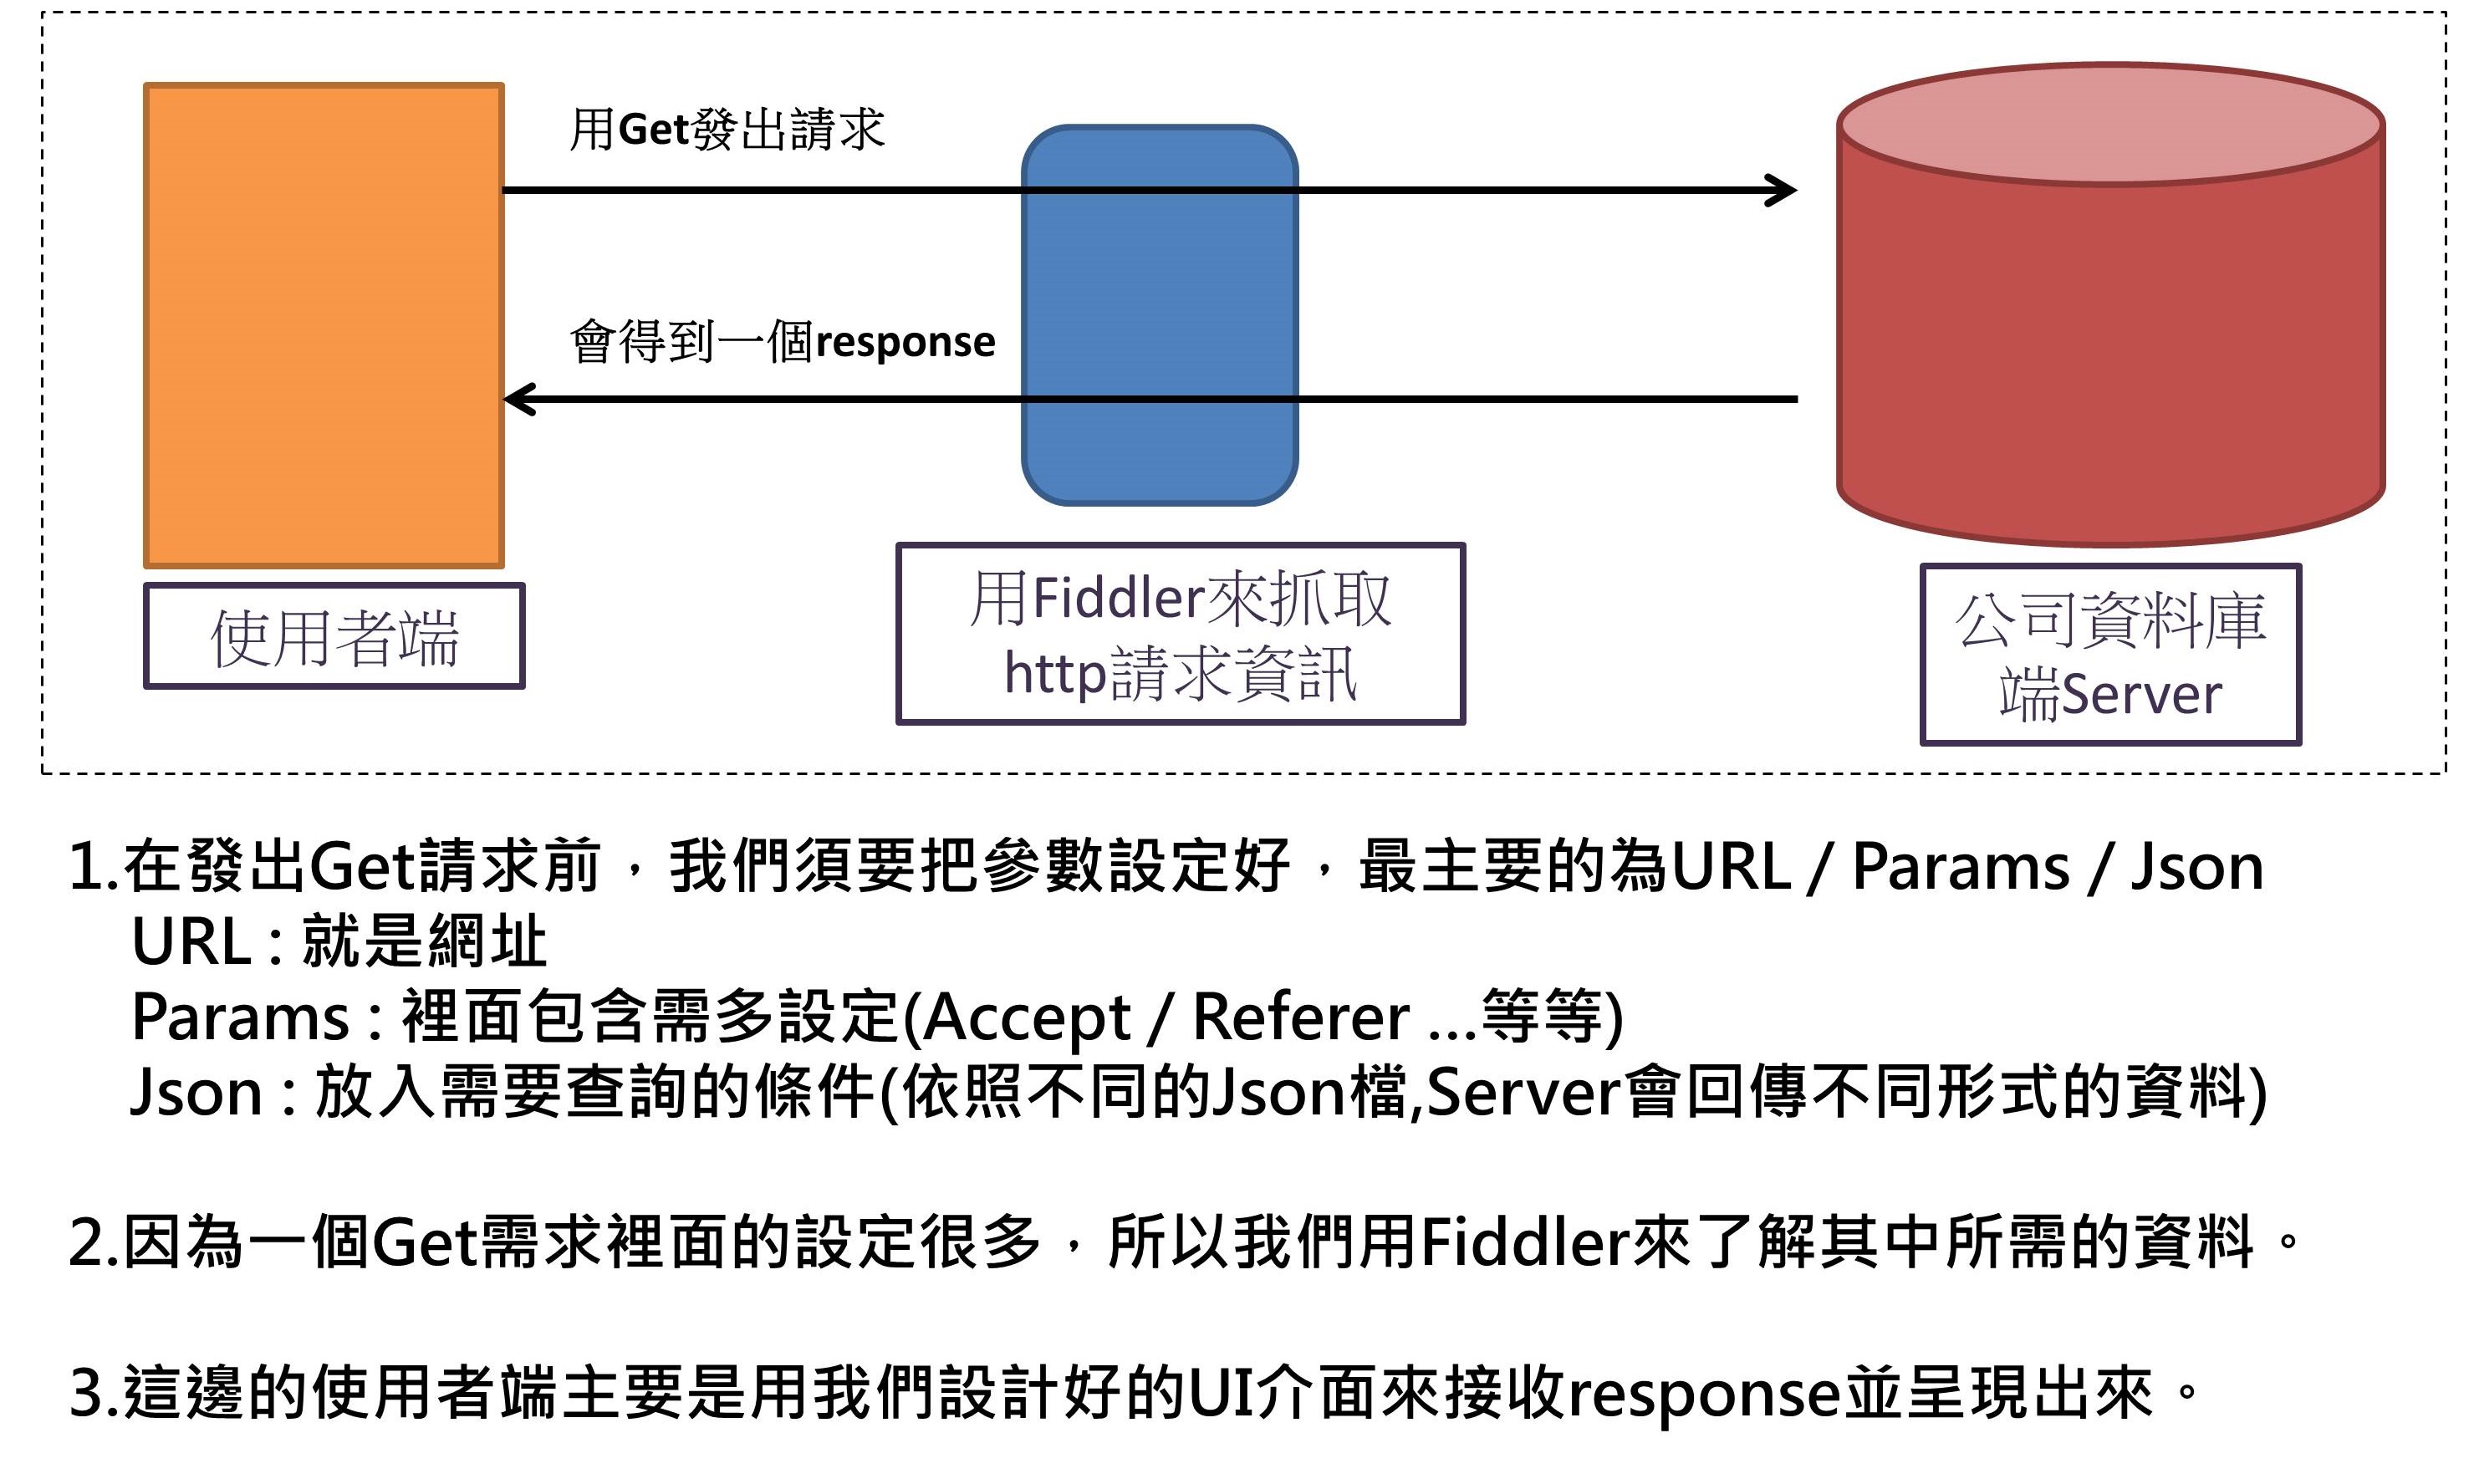 用Get發出請求
會得到一個response
使用者端
用Fiddler來抓取
http請求資訊
公司資料庫
端Server
1.在發出Get請求前，我們須要把參數設定好，最主要的為URL / Params / Json
URL : 就是網址
Params : 裡面包含需多設定(Accept / Referer ...等等)
Json : 放入需要查詢的條件(依照不同的Json檔,Server會回傳不同形式的資料)
2.因為一個Get需求裡面的設定很多，所以我們用Fiddler來了解其中所需的資料。
3.這邊的使用者端主要是用我們設計好的UI介面來接收response並呈現出來。